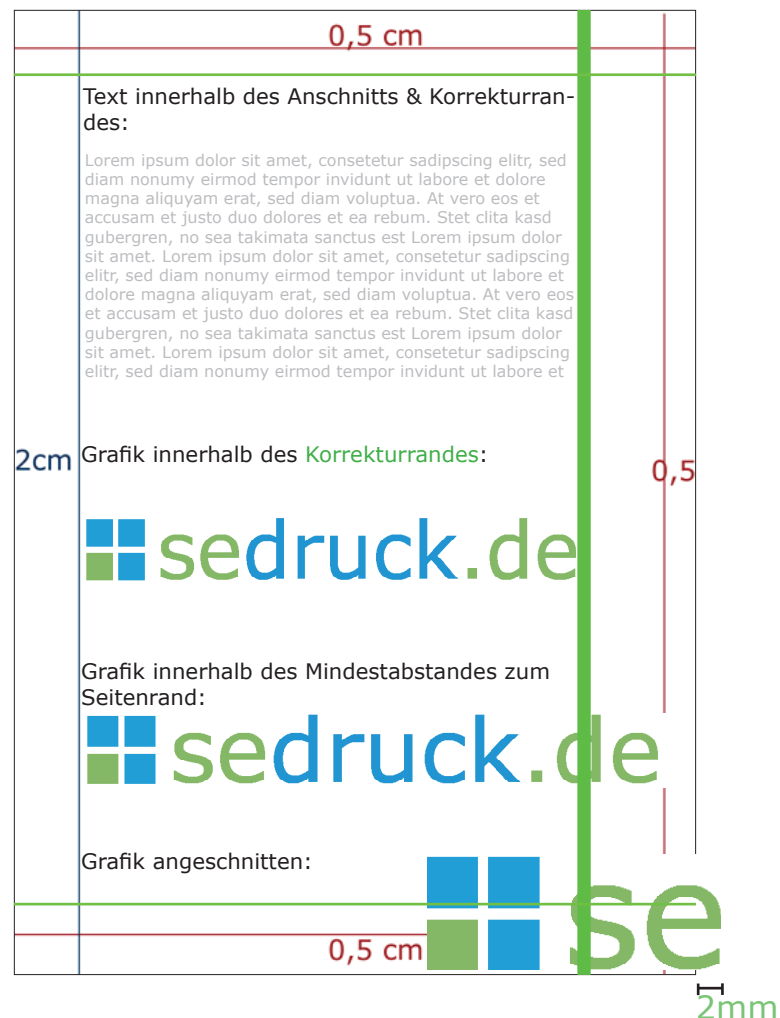 0,5 cm
Text innerhalb des Anschnitts & Korrekturran-
des:
Lorem ipsum dolor sit amet, consetetur sadipscing elitr, sed
diam nonumy eirmod tempor invidunt ut labore et dolore
magna aliquyam erat, sed diam voluptua. At vero eos et
accusam et justo duo dolores et ea rebum. Stet clita kasd
gubergren, no sea takimata sanctus est Lorem ipsum dolor
sit amet. Lorem ipsum dolor sit amet, consetetur sadipscing
elitr, sed diam nonumy eirmod tempor invidunt ut labore et
dolore magna aliquyam erat, sed diam voluptua. At vero eos
et accusam et justo duo dolores et ea rebum. Stet clita kasd
gubergren, no sea takimata sanctus est Lorem ipsum dolor
sit amet. Lorem ipsum dolor sit amet, consetetur sadipscing
elitr, sed diam nonumy eirmod tempor invidunt ut labore et
2cm
Grafik innerhalb des Korrekturrandes:
0,5
sedruck.de
Grafik innerhalb des Mindestabstandes zum
Seitenrand:
sedruck.de
Grafik angeschnitten:
se
0,5 cm
2mm